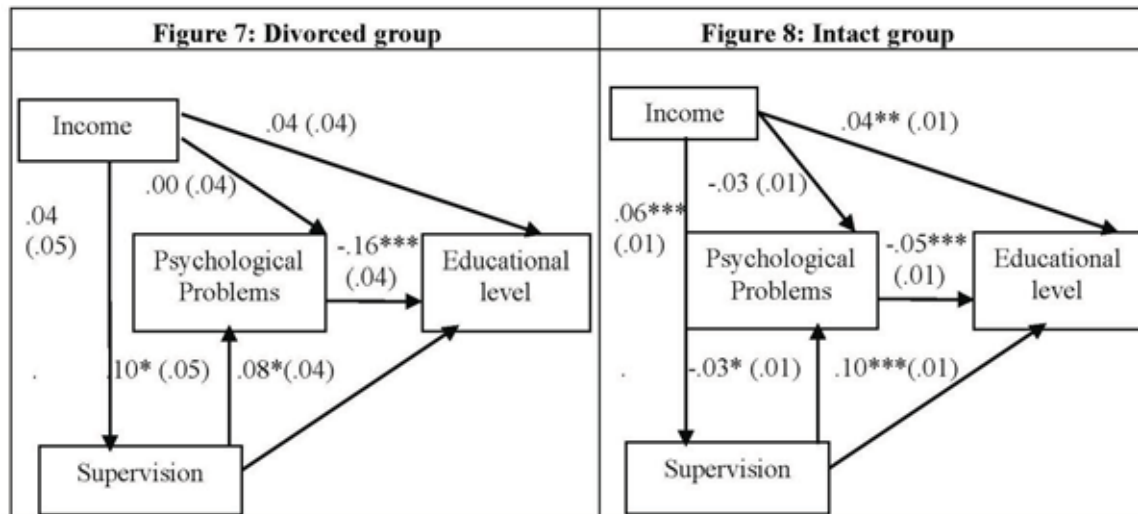 Figure 7: Divorced group
Income
.04 (.04)
.00 (.04)
.04
(.05)
Psychological
Problems
-.16***
(.04)
Educational
level
.
.10* (.05)
.08*(.04)
Supervision
Figure 8: Intact group
Income
.04** (.01)
-.03 (.01)
.06***
(.01)
Psychological
Problems
-.05***
(.01)
Educational
level
.
-.03* (.01)
.10***(.01)
Supervision